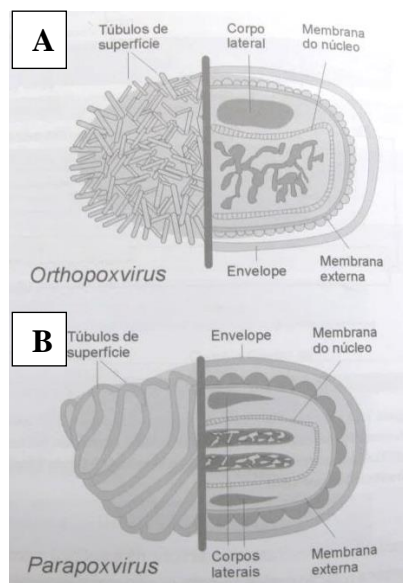 A
Túbulos de
superfície
Corpo
lateral
Membrana
do núcleo
Orthopoxvirus
Envelope
Membrana
externa
B
Túbulos de
superfície
Envelope
Membrana
do núcleo
Parapoxvirus
Corpos
laterais
Membrana
externa